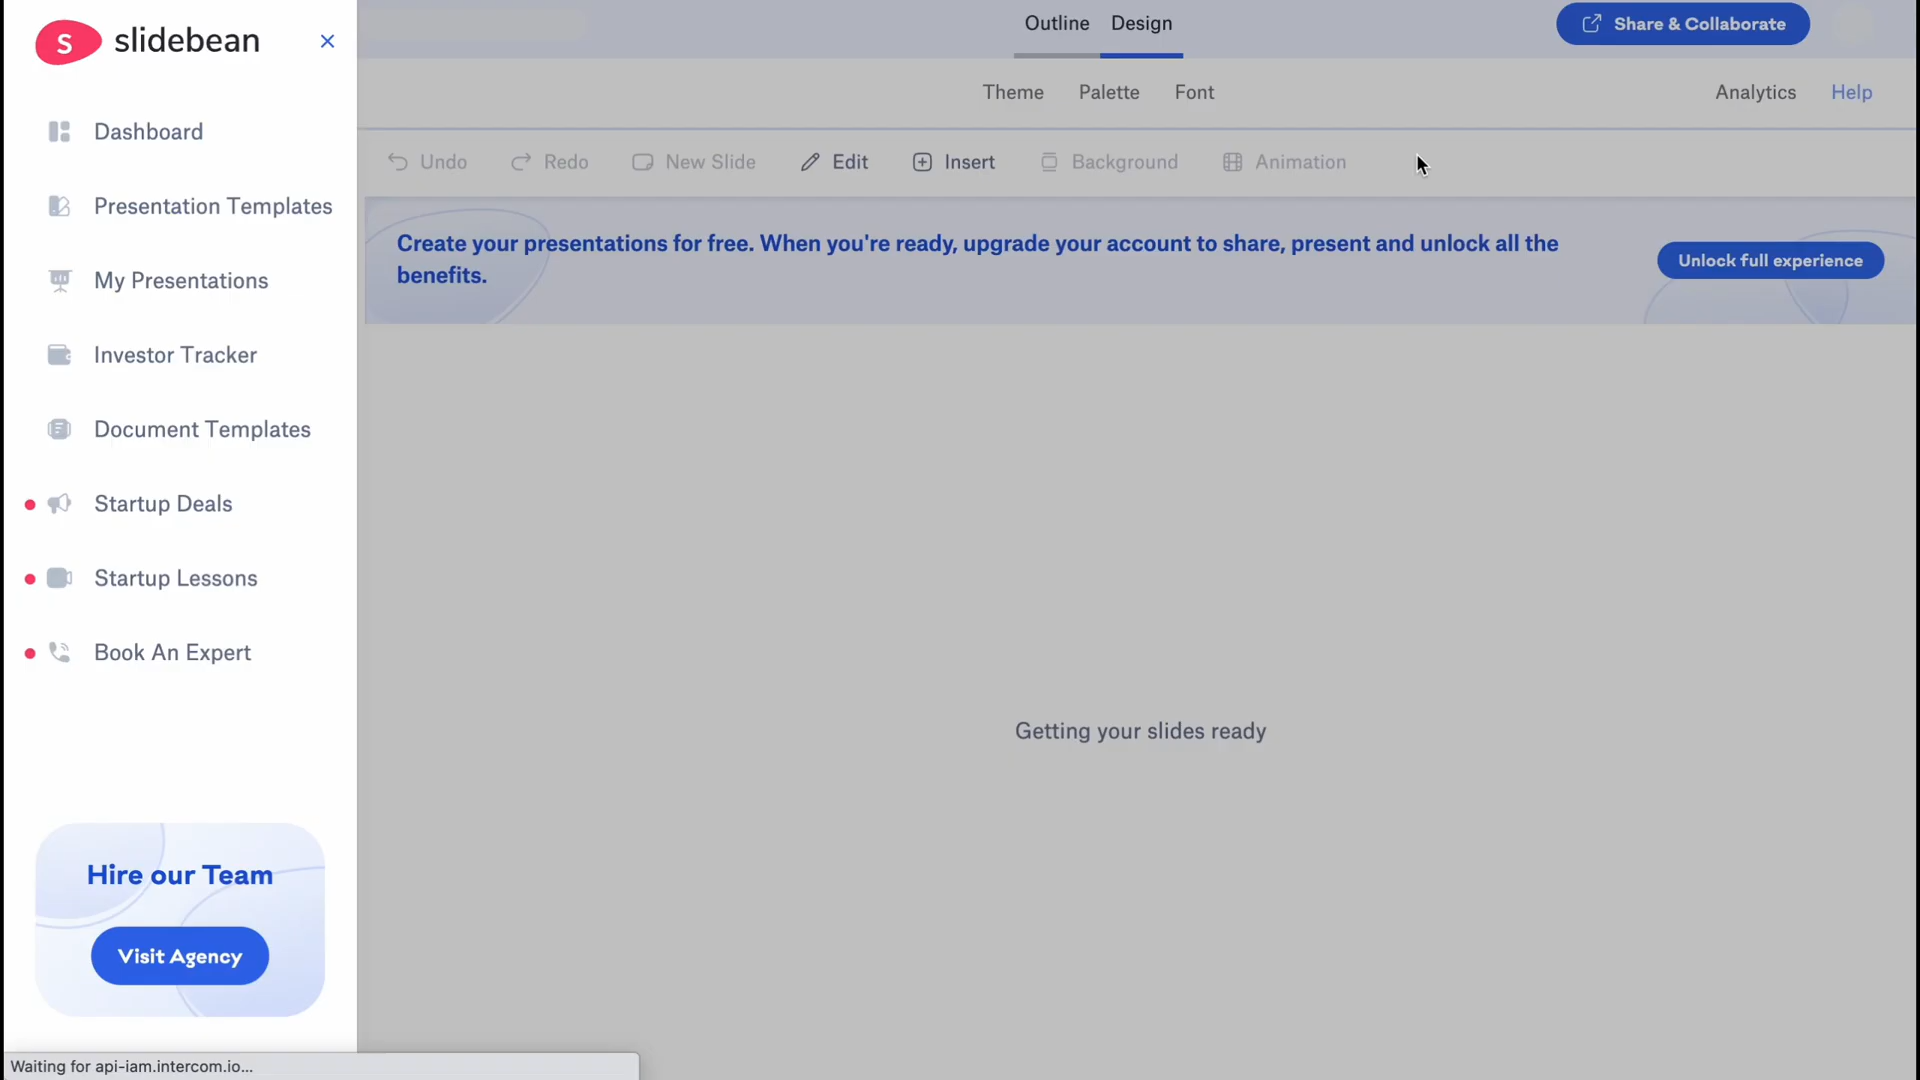 S slidebean
Outline Design
Share & Collaborate
Theme Palette Font
Analytics Help
Dashboard
Presentation Templates
My Presentations
Investor Tracker
Document Templates
Startup Deals
Startup Lessons
Book An Expert
Undo Redo New Slide Edit Insert Background Animation
Create your presentations for free. When you're ready, upgrade your account to share, present and unlock all the
benefits.
Unlock full experience
Getting your slides ready
Hire our Team
Visit Agency
Waiting for api-iam.intercom.io...